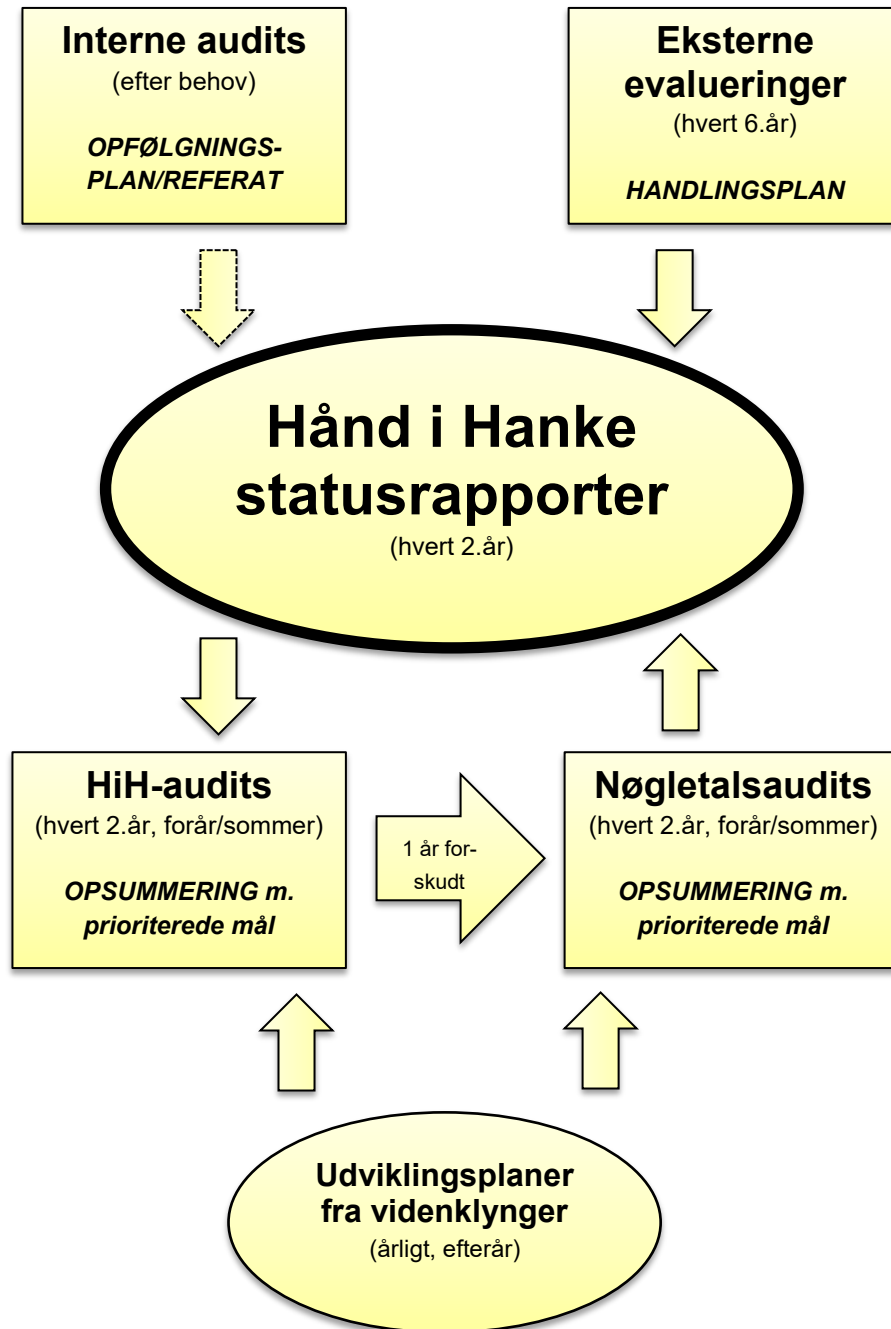 Interne audits
(efter behov)
OPFØLGNINGS-
PLAN/REFERAT
Eksterne
evalueringer
(hvert 6.år)
HANDLINGSPLAN
Hånd i Hanke
statusrapporter
(hvert 2.år)
HiH-audits
(hvert 2.år, forår/sommer)
OPSUMMERING m.
prioriterede mål
1 år for-
skudt
Nøgletalsaudits
(hvert 2.år, forår/sommer)
OPSUMMERING m.
prioriterede mål
Udviklingsplaner
fra videnklynger
(årligt, efterår)